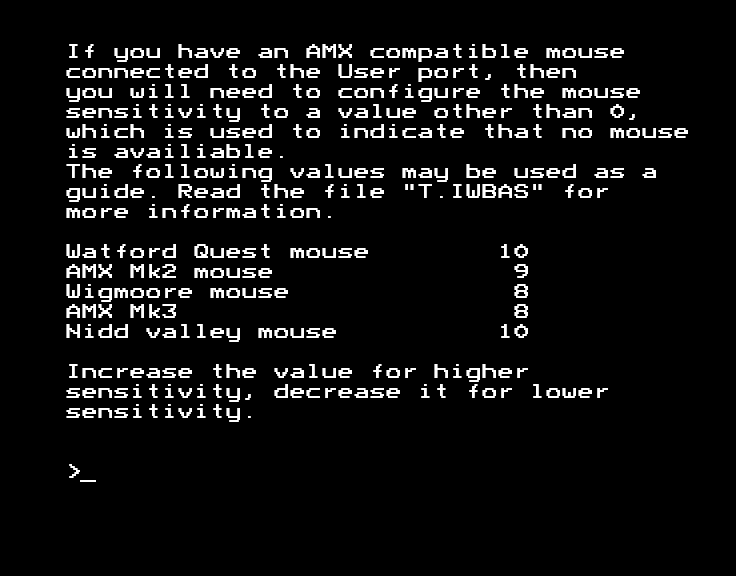 If you have an AMX compatible mouse
connected to the User port, then
you will need to configure the mouse
sensitivity to a value other than 0,
which is used to indicate that no mouse
is availiable.
The following values may be used as a
guide. Read the file "T.IWBAS" for
more information.
Watford Quest mouse 10
AMX Mk2 mouse 9
Wigmoore mouse 8
AMX Mk3 8
Nidd valley mouse 10
Increase the value for higher
sensitivity, decrease it for lower
sensitivity.
>_